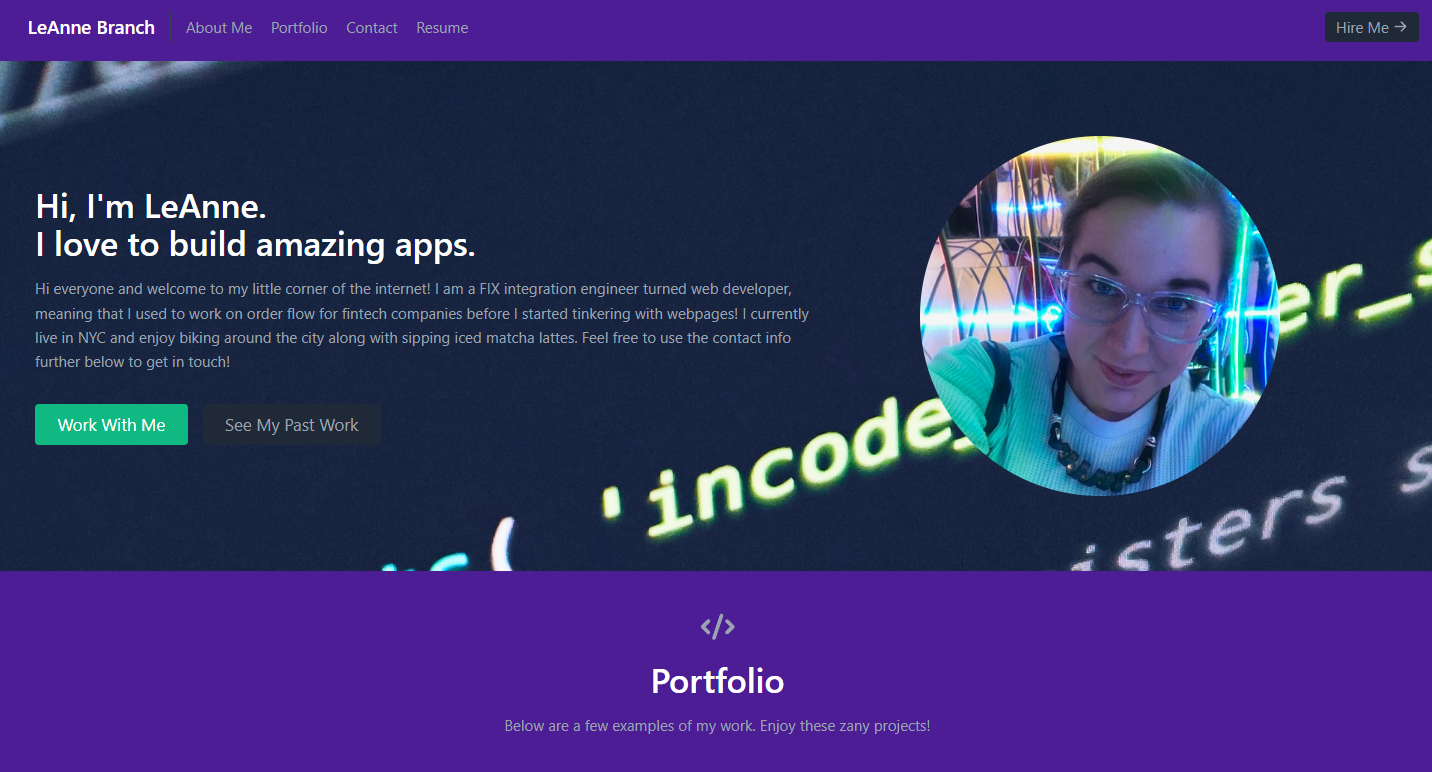 LeAnne Branch
About Me
Portfolio
Contact
Resume
Hire Me →
Hi, I'm LeAnne.
I love to build amazing apps.
Hi everyone and welcome to my little corner of the internet! I am a FIX integration engineer turned web developer,
meaning that I used to work on order flow for fintech companies before I started tinkering with webpages! I currently
live in NYC and enjoy biking around the city along with sipping iced matcha lattes. Feel free to use the contact info
further below to get in touch!
Work With Me
See My Past Work
er_s
s( 'incode_
isters s
</>
Portfolio
Below are a few examples of my work. Enjoy these zany projects!